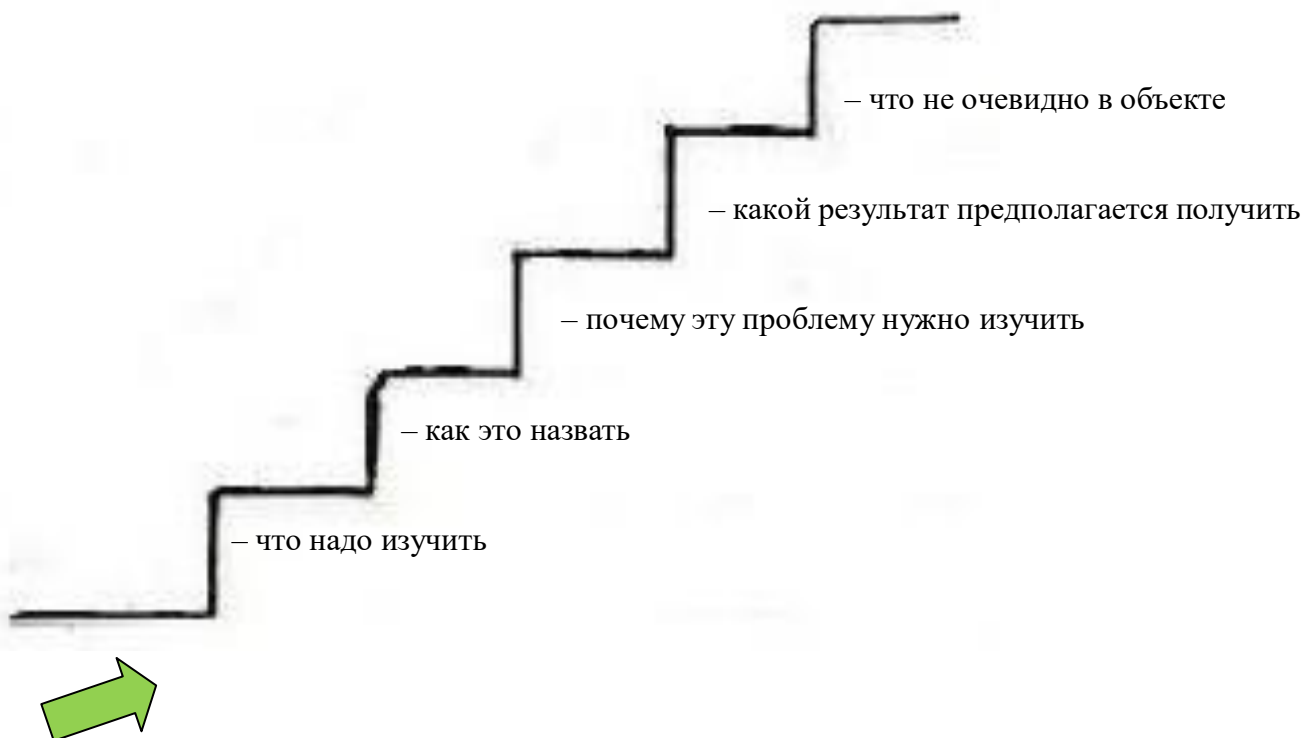 – что не очевидно в объекте
– какой результат предполагается получить
– почему эту проблему нужно изучить
– как это назвать
– что надо изучить